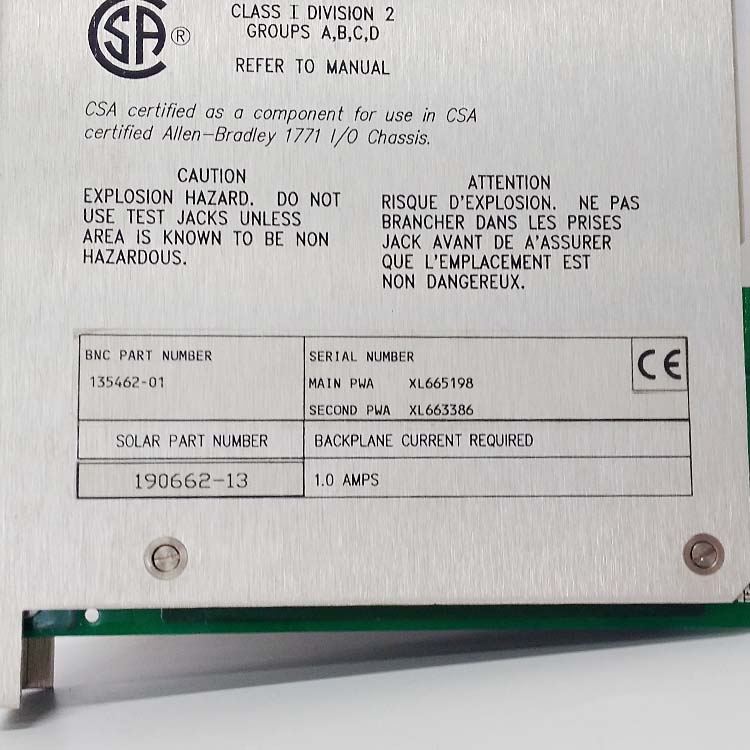 CSA ®
CLASS I DIVISION 2
GROUPS A,B,C,D
REFER TO MANUAL
CSA certified as a component for use in CSA
certified Allen-Bradley 1771 I/O Chassis.
CAUTION
EXPLOSION HAZARD. DO NOT
USE TEST JACKS UNLESS
AREA IS KNOWN TO BE NON
HAZARDOUS.
ATTENTION
RISQUE D'EXPLOSION. NE PAS
BRANCHER DANS LES PRISES
JACK AVANT DE A'ASSURER
QUE L'EMPLACEMENT EST
NON DANGEREUX.
BNC PART NUMBER
135462-01
SERIAL NUMBER
MAIN PWA XL665198
SECOND PWA XL663386
CE
SOLAR PART NUMBER
190662-13
BACKPLANE CURRENT REQUIRED
1.0 AMPS